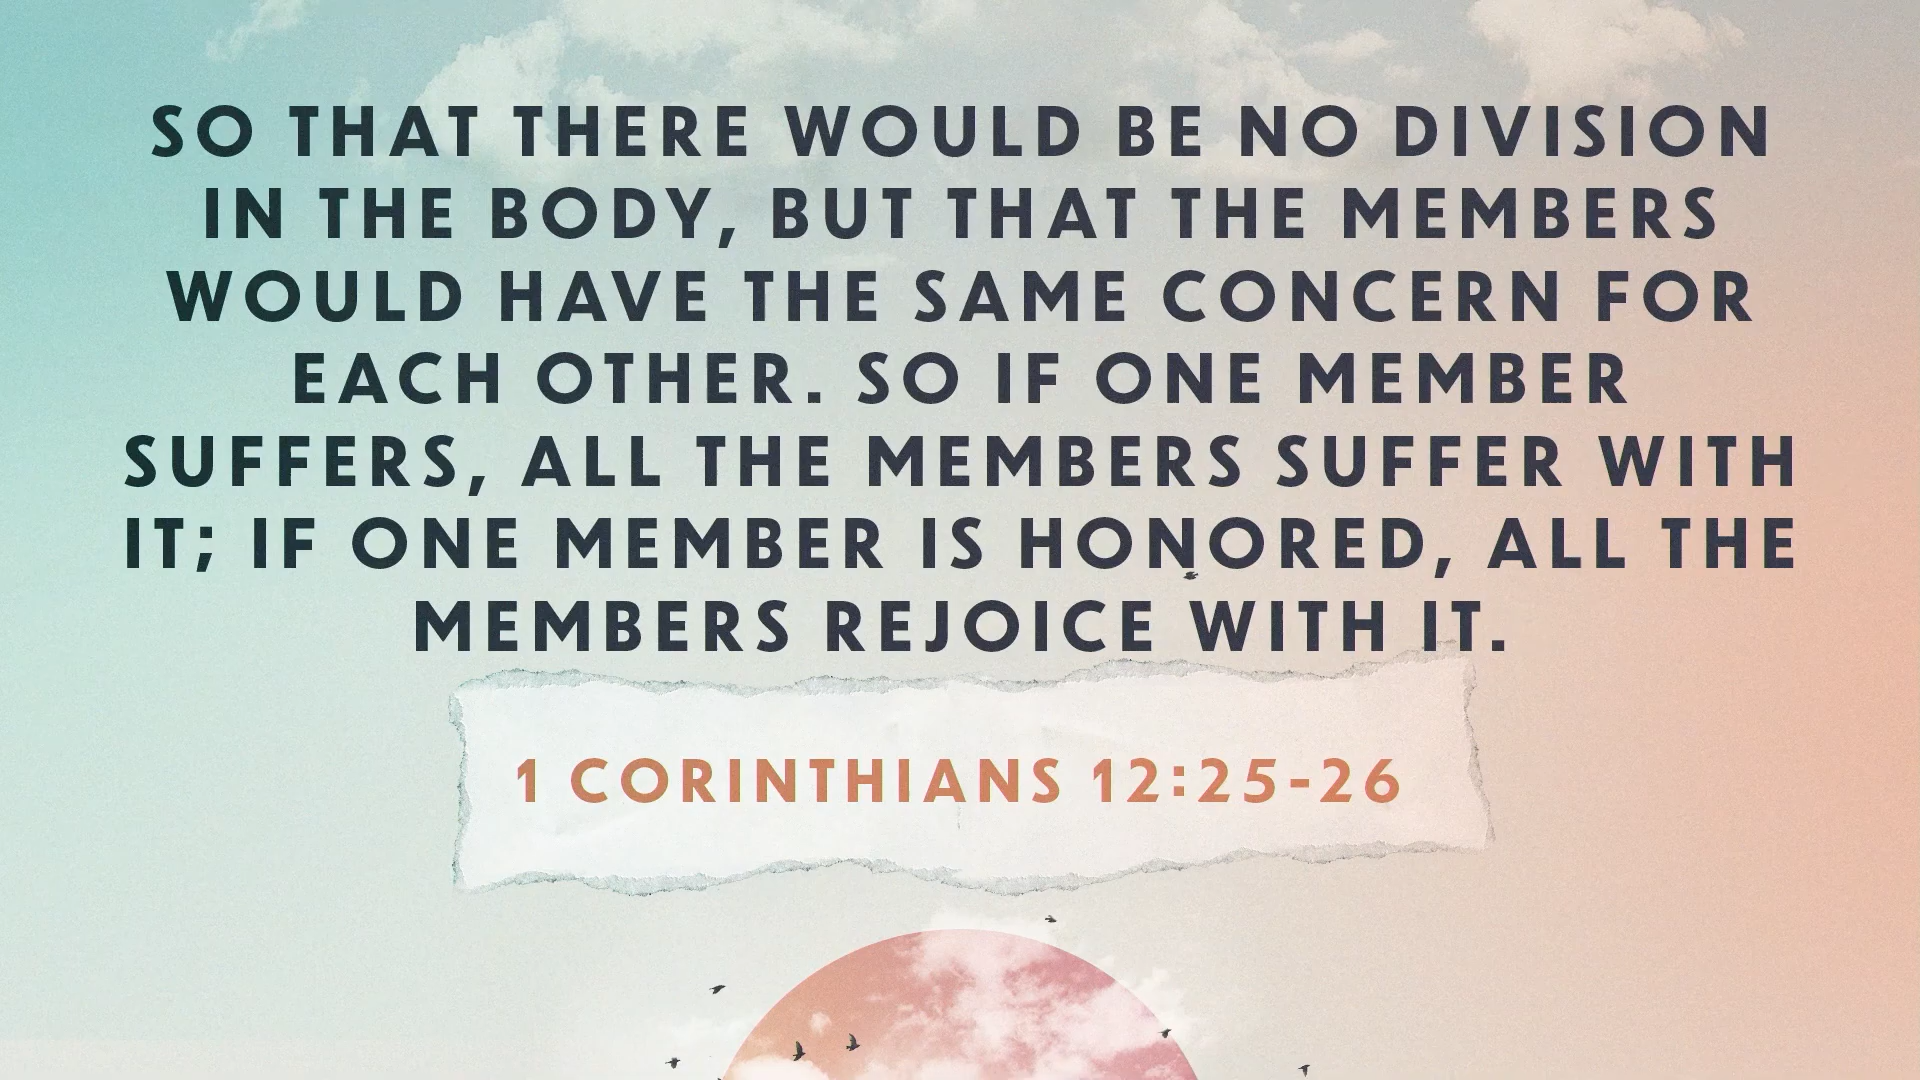 SO THAT THERE WOULD BE NO DIVISION
IN THE BODY, BUT THAT THE MEMBERS
WOULD HAVE THE SAME CONCERN FOR
EACH OTHER. SO IF ONE MEMBER
SUFFERS, ALL THE MEMBERS SUFFER WITH
IT; IF ONE MEMBER IS HONORED, ALL THE
MEMBERS REJOICE WITH IT.
1 CORINTHIANS 12:25-26